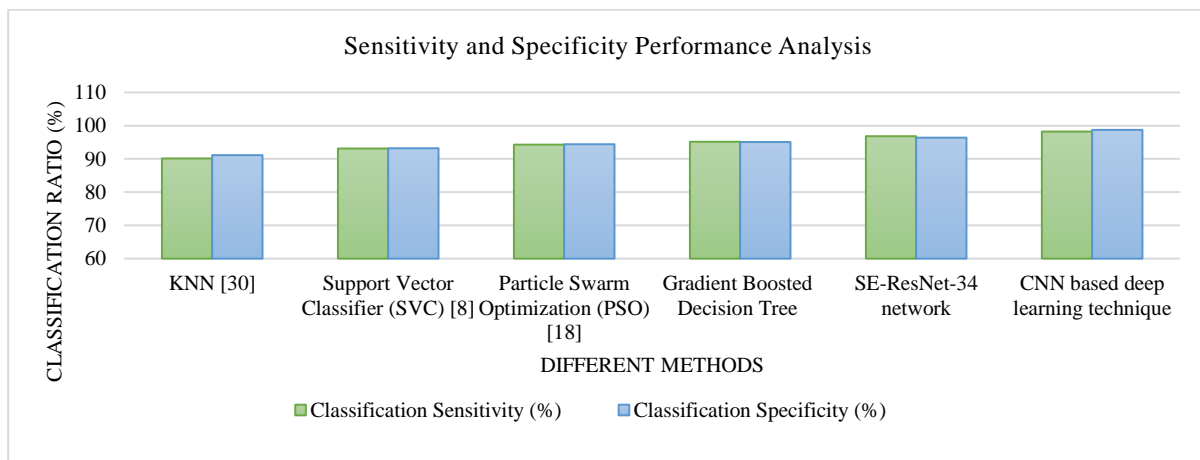 Sensitivity and Specificity Performance Analysis
CLASSIFICATION RATIO (%)
110
100
90
80
70
60
KNN [30]
Support Vector
Classifier (SVC) [8]
Particle Swarm
Optimization (PSO)
[18]
Gradient Boosted
Decision Tree
SE-ResNet-34
network
CNN based deep
learning technique
DIFFERENT METHODS
Classification Sensitivity (%)
Classification Specificity (%)